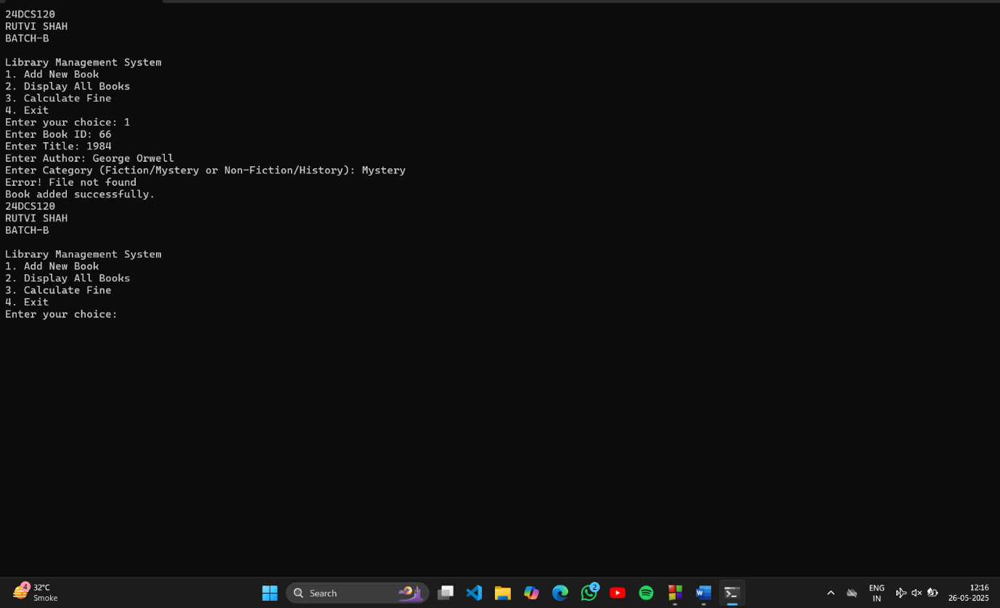 24DCS120
RUTVI SHAH
BATCH-B
Library Management System
1. Add New Book
2. Display All Books
3. Calculate Fine
4. Exit
Enter your choice: 1
Enter Book ID: 66
Enter Title: 1984
Enter Author: George Orwell
Enter Category (Fiction/Mystery or Non-Fiction/History): Mystery
Error! File not found
Book added successfully.
24DCS120
RUTVI SHAH
BATCH-B
Library Management System
1. Add New Book
2. Display All Books
3. Calculate Fine
4. Exit
Enter your choice:
4
32°C
Smoke
Search
2
W
ENG
IN
12:16
26-05-2025